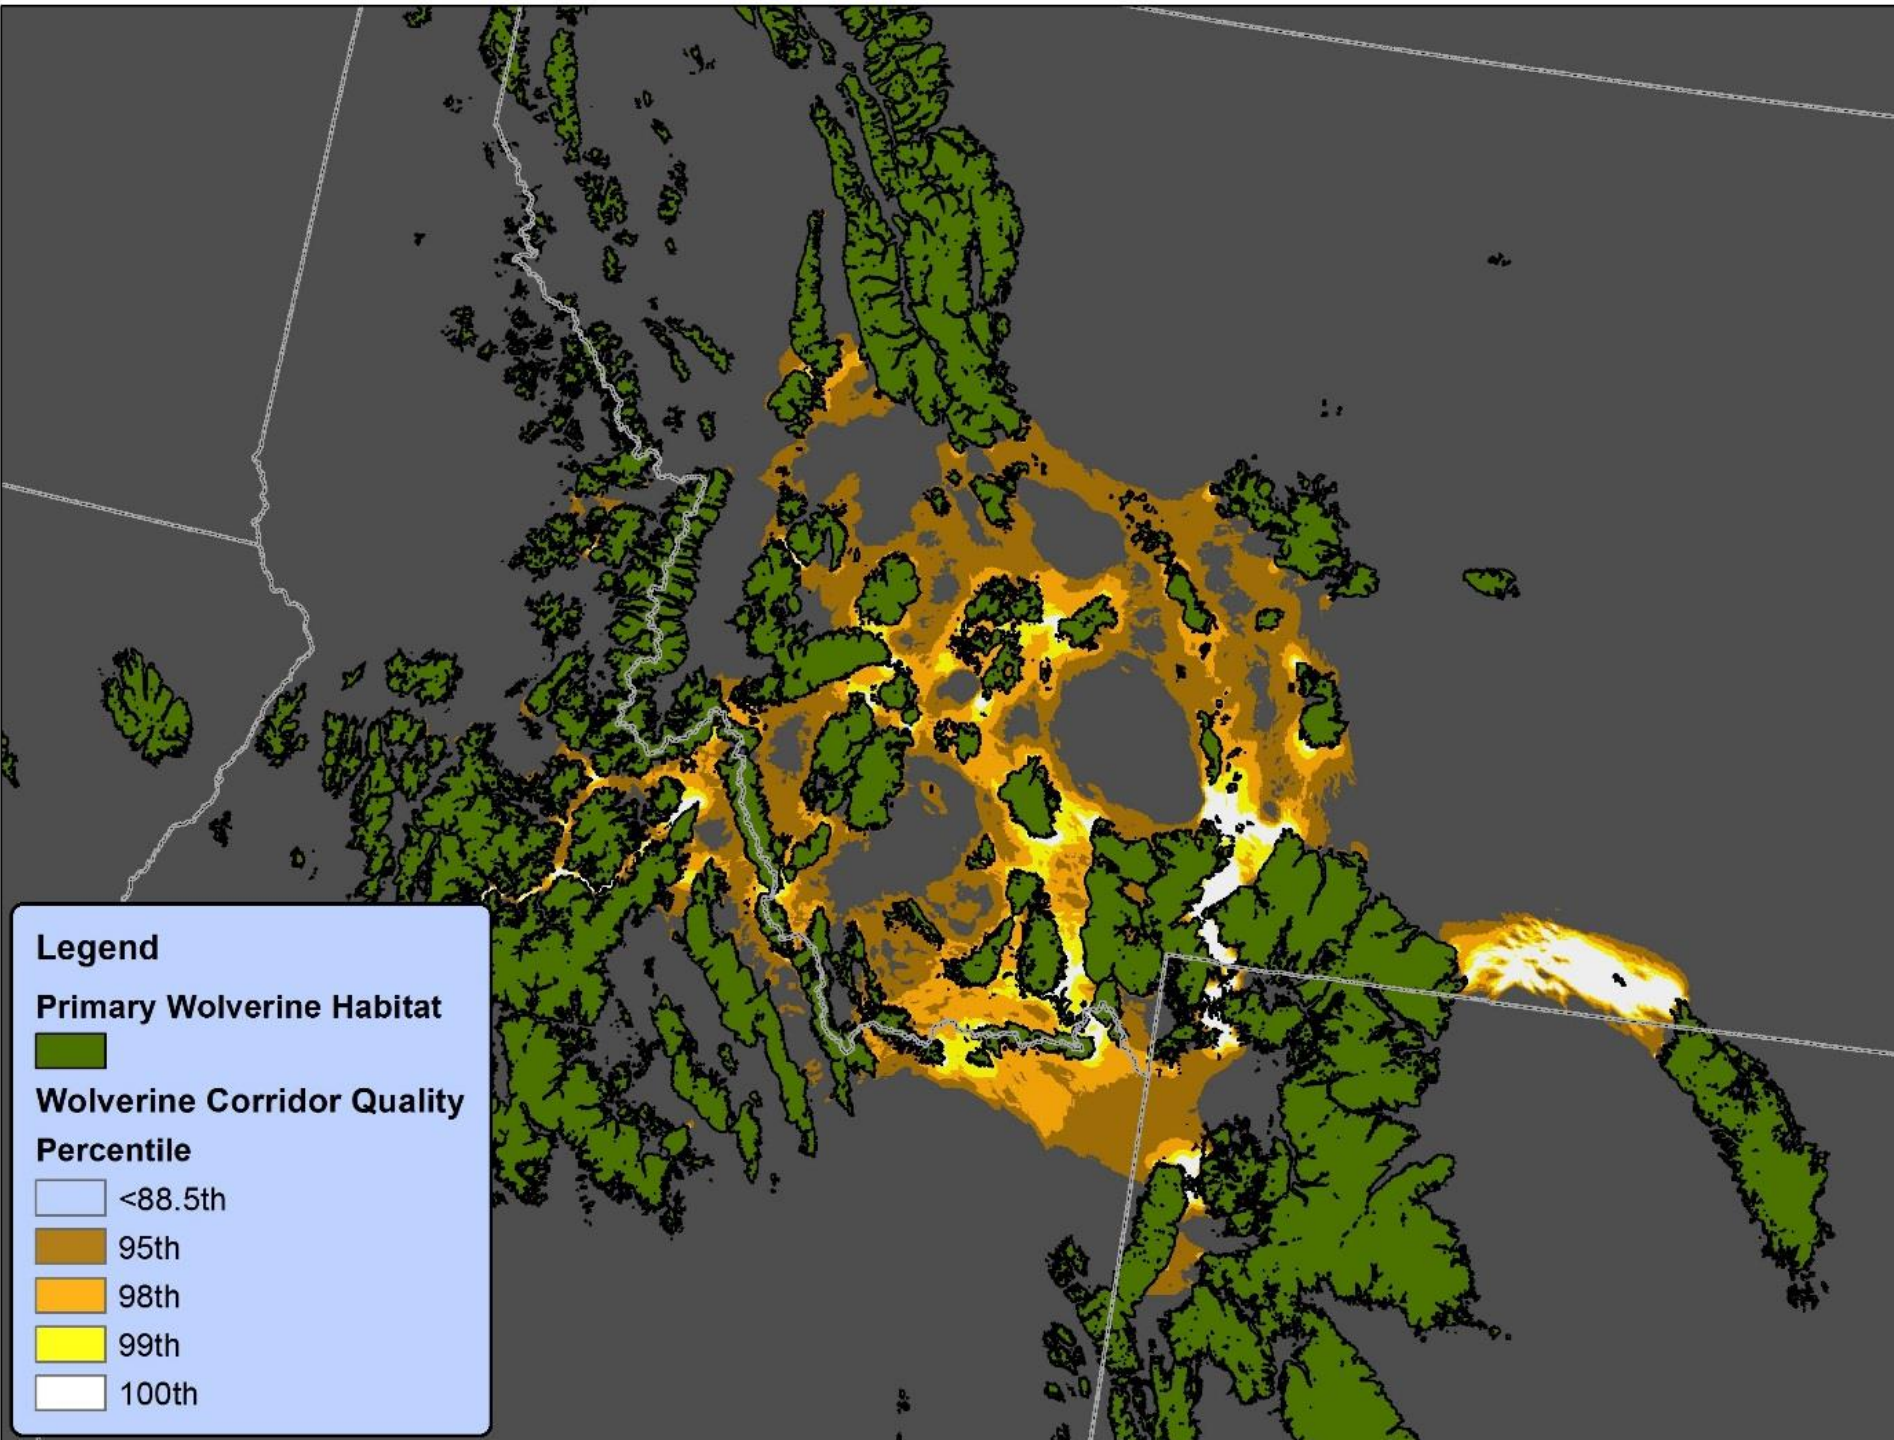 Legend
Primary Wolverine Habitat
Wolverine Corridor Quality
Percentile
<88.5th
95th
98th
99th
100th